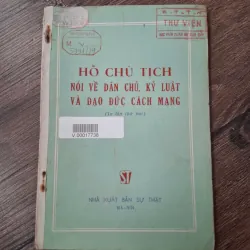 THƯ VIỆN
HỒ CHỦ TỊCH
NÓI VỀ DÂN CHỦ, KỶ LUẬT
VÀ ĐẠO ĐỨC CÁCH MẠNG
V.20017738
ST
NHÀ XUẤT BẢN SỰ THẬT